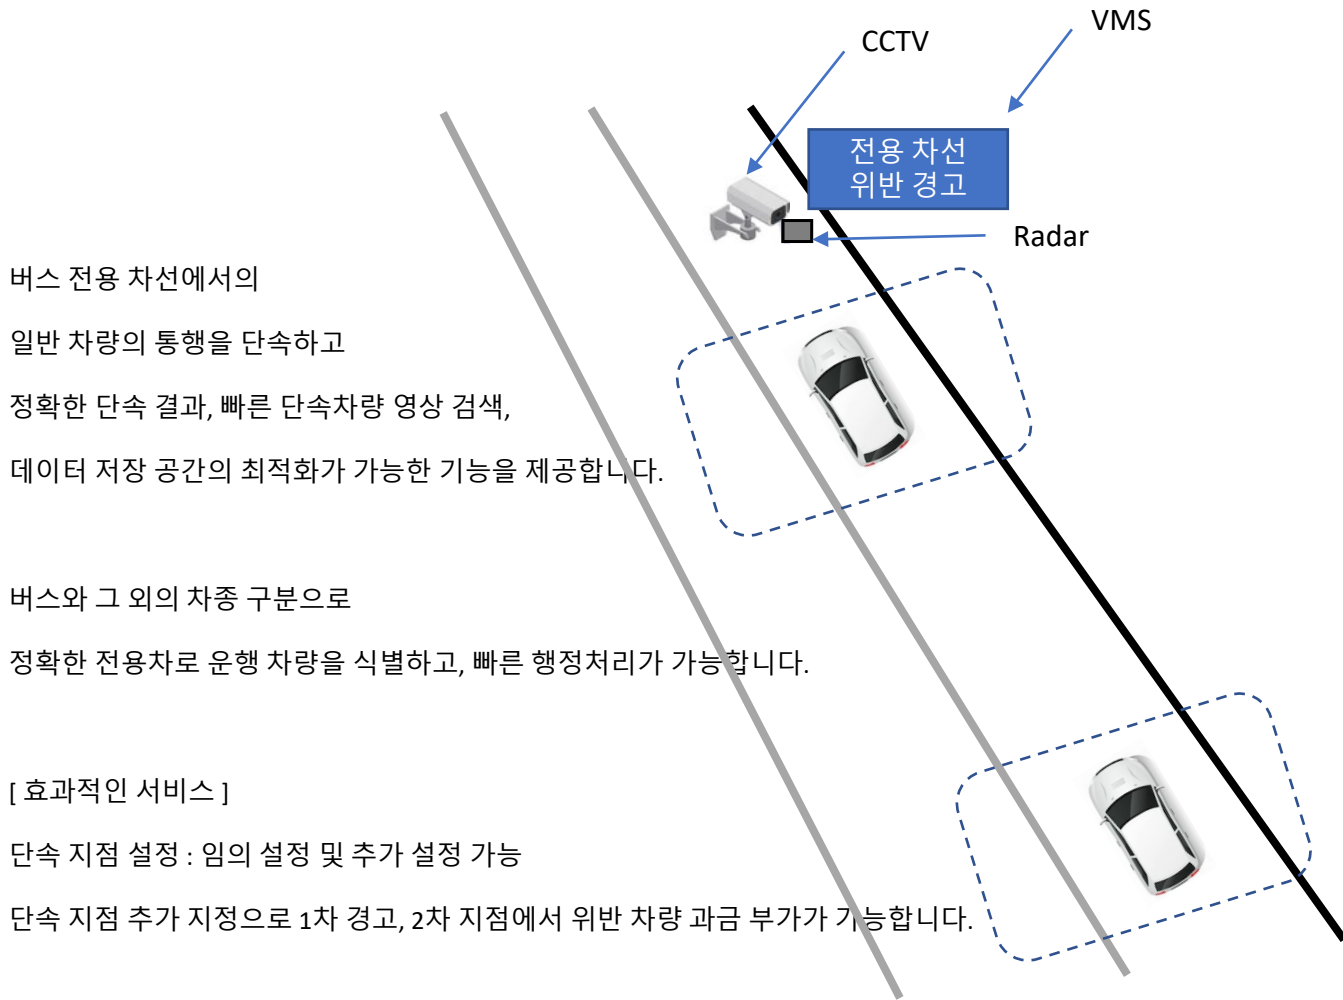 VMS
CCTV
전용 차선
위반 경고
Radar
버스 전용 차선에서의
일반 차량의 통행을 단속하고
정확한 단속 결과, 빠른 단속차량 영상 검색,
데이터 저장 공간의 최적화가 가능한 기능을 제공합니다.
버스와 그 외의 차종 구분으로
정확한 전용차로 운행 차량을 식별하고, 빠른 행정처리가 가능합니다.
[ 효과적인 서비스 ]
단속 지점 설정 : 임의 설정 및 추가 설정 가능
단속 지점 추가 지정으로 1차 경고, 2차 지점에서 위반 차량 과금 부가가 가능합니다.